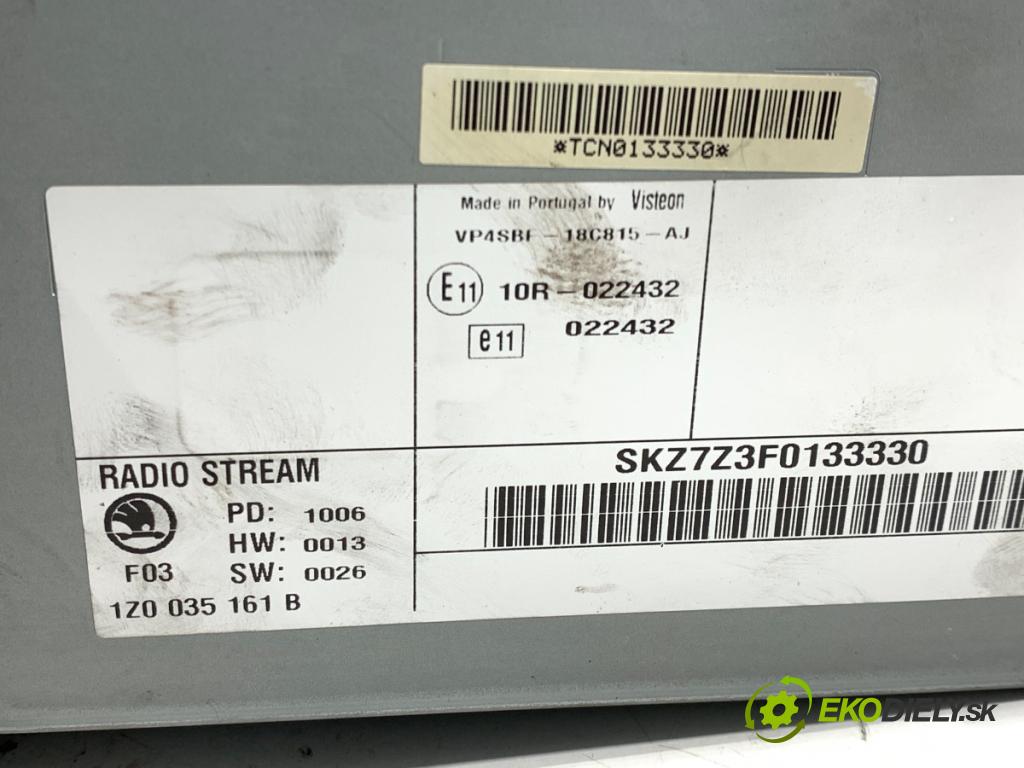 *TCN0133330*
Made in Portugal by Visteon
VP4SBF-18C815-AJ
E11 10R-022432
e11 022432
SKZ7Z3F0133330
RADIO STREAM
PD: 1006
HW: 0013
F03 SW: 0026
1Z0 035 161 B
EKODIELY.SK